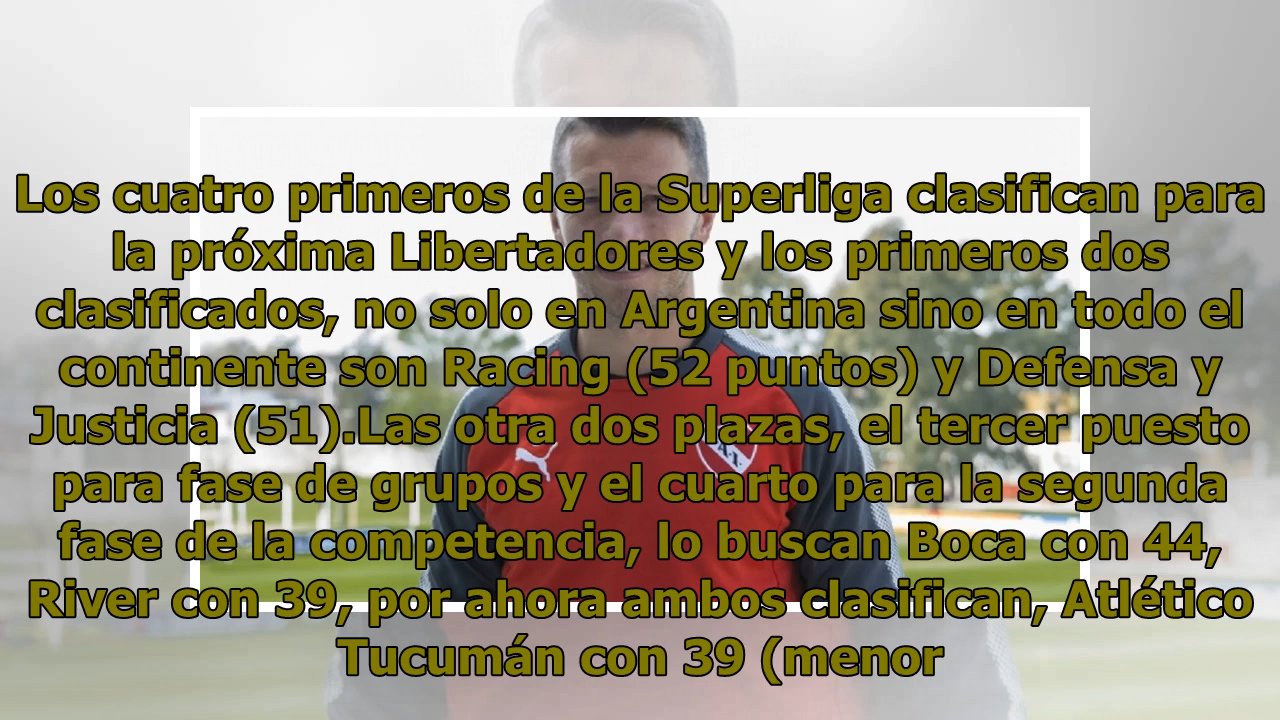 Los cuatro primeros de la Superliga clasifican para
la próxima Libertadores y los primeros dos
clasificados, no solo en Argentina sino en todo el
continente son Racing (52 puntos) y Defensa y
Justicia (51).Las otra dos plazas, el tercer puesto
para fase de grupos y el cuarto para la segunda
fase de la competencia, lo buscan Boca con 44,
River con 39, por ahora ambos clasifican, Atlético
Tucumán con 39 (menor